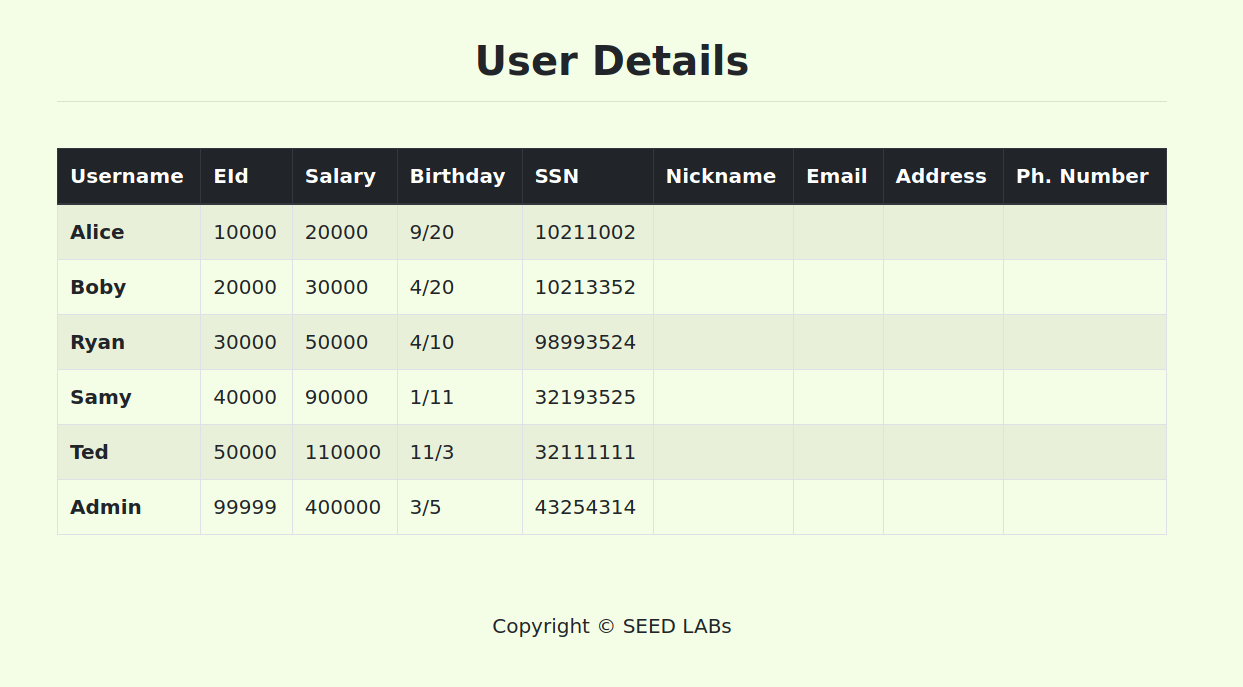 User Details
Username EId Salary Birthday SSN Nickname Email Address Ph. Number
Alice 10000 20000 9/20 10211002
Boby 20000 30000 4/20 10213352
Ryan 30000 50000 4/10 98993524
Samy 40000 90000 1/11 32193525
Ted 50000 110000 11/3 32111111
Admin 99999 400000 3/5 43254314
Copyright © SEED LABs